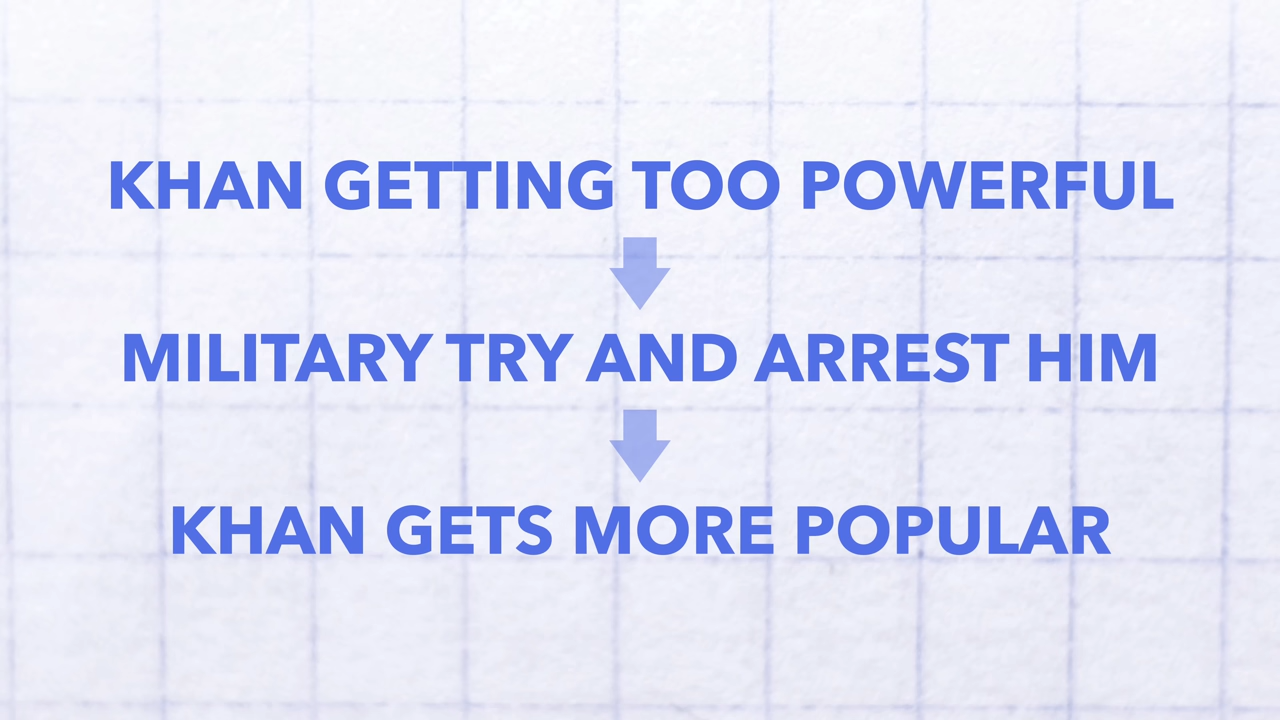 KHAN GETTING TOO POWERFUL
MILITARY TRY AND ARREST HIM
KHAN GETS MORE POPULAR